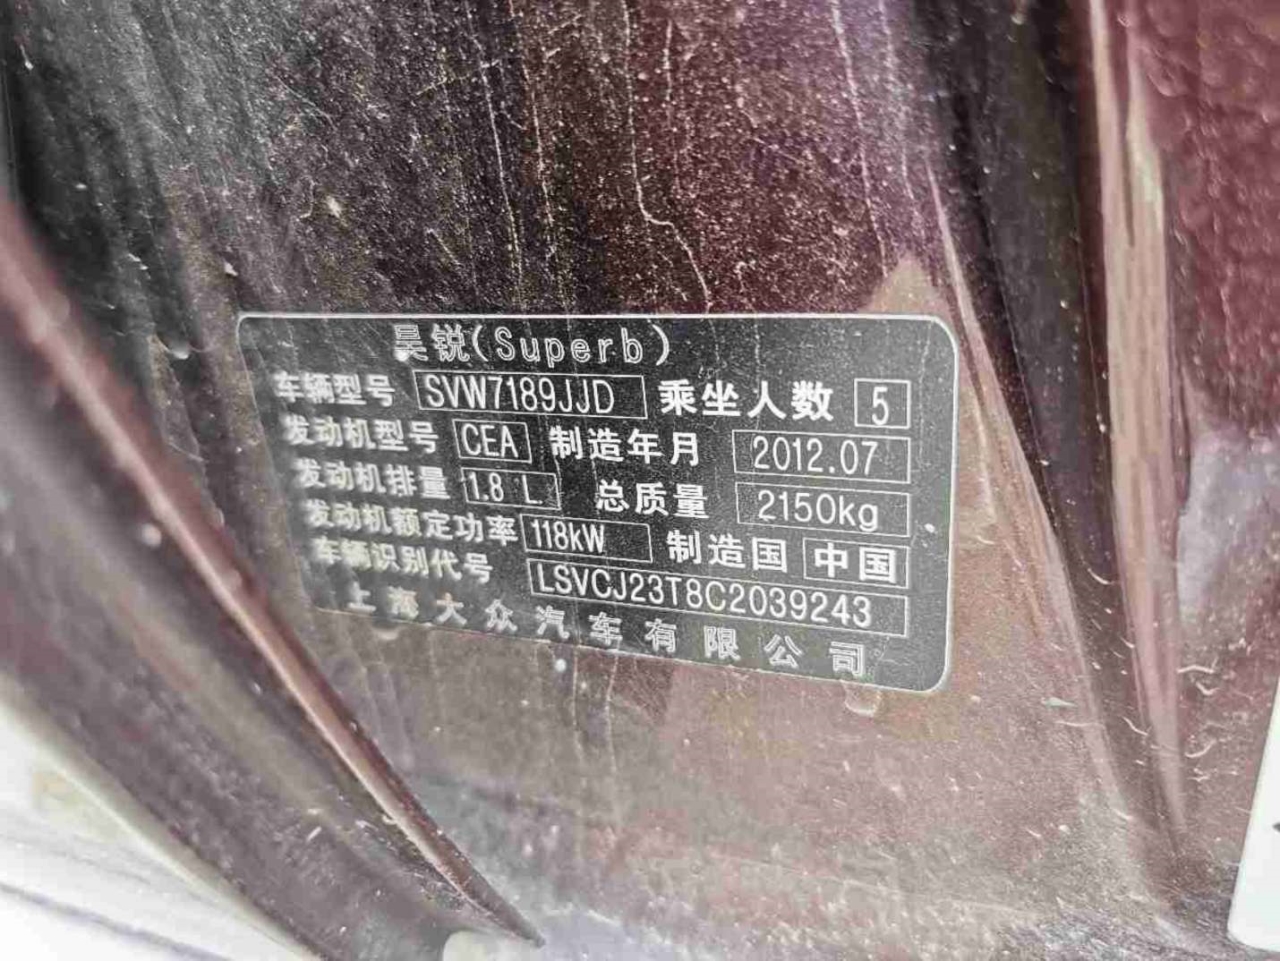 昊锐(Superb)
车辆型号 SVW7189JJD 乘坐人数 5
发动机型号 CEA 制造年月 2012.07
发动机排量 1.8 L 总质量 2150kg
发动机额定功率 118kW 制造国 中国
车辆识别代号 LSVCJ23T8C2039243
上海大众汽车有限公司